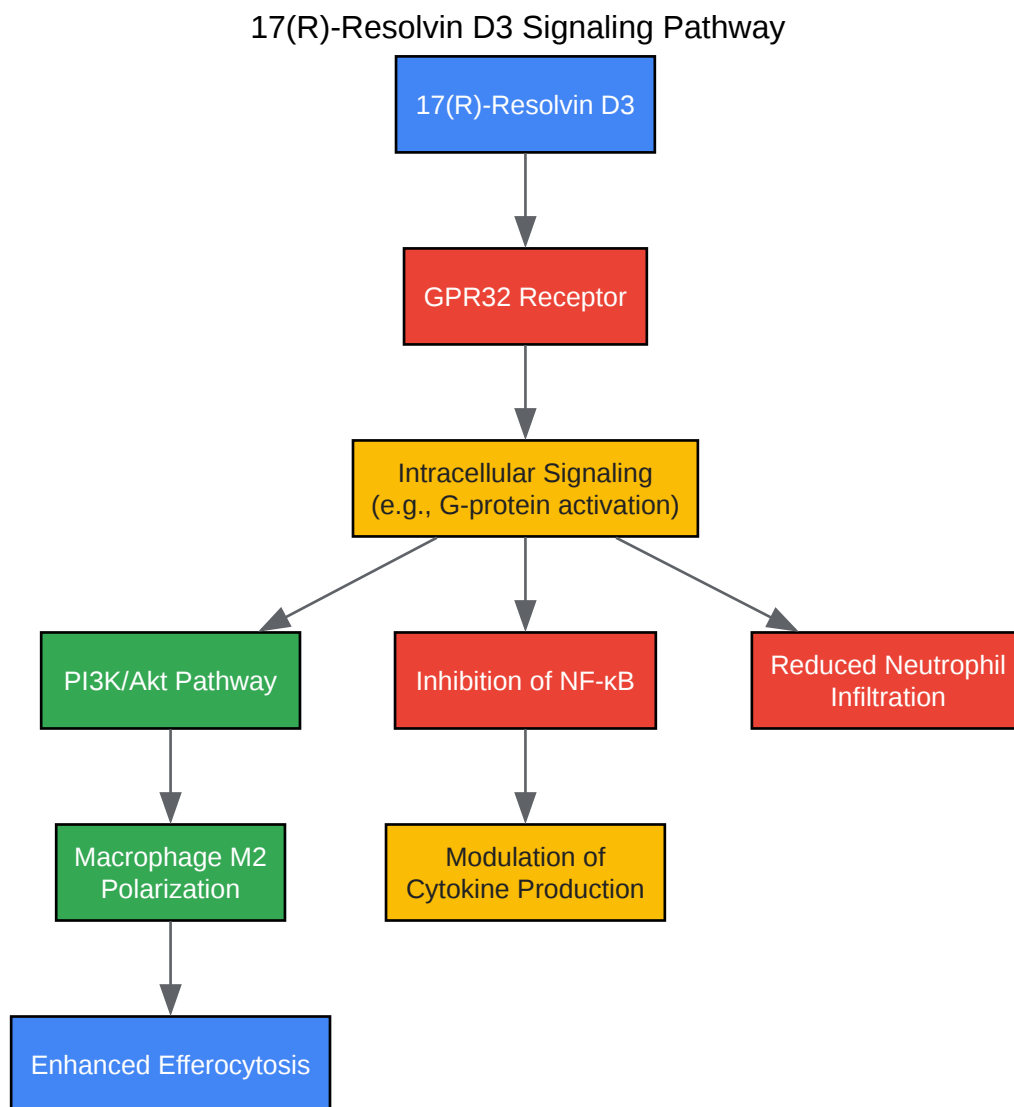 17(R)-Resolvin D3 Signaling Pathway
17(R)-Resolvin D3
GPR32 Receptor
Intracellular Signaling
(e.g., G-protein activation)
PI3K/Akt Pathway
Inhibition of NF-κB
Reduced Neutrophil
Infiltration
Macrophage M2
Polarization
Modulation of
Cytokine Production
Enhanced Efferocytosis